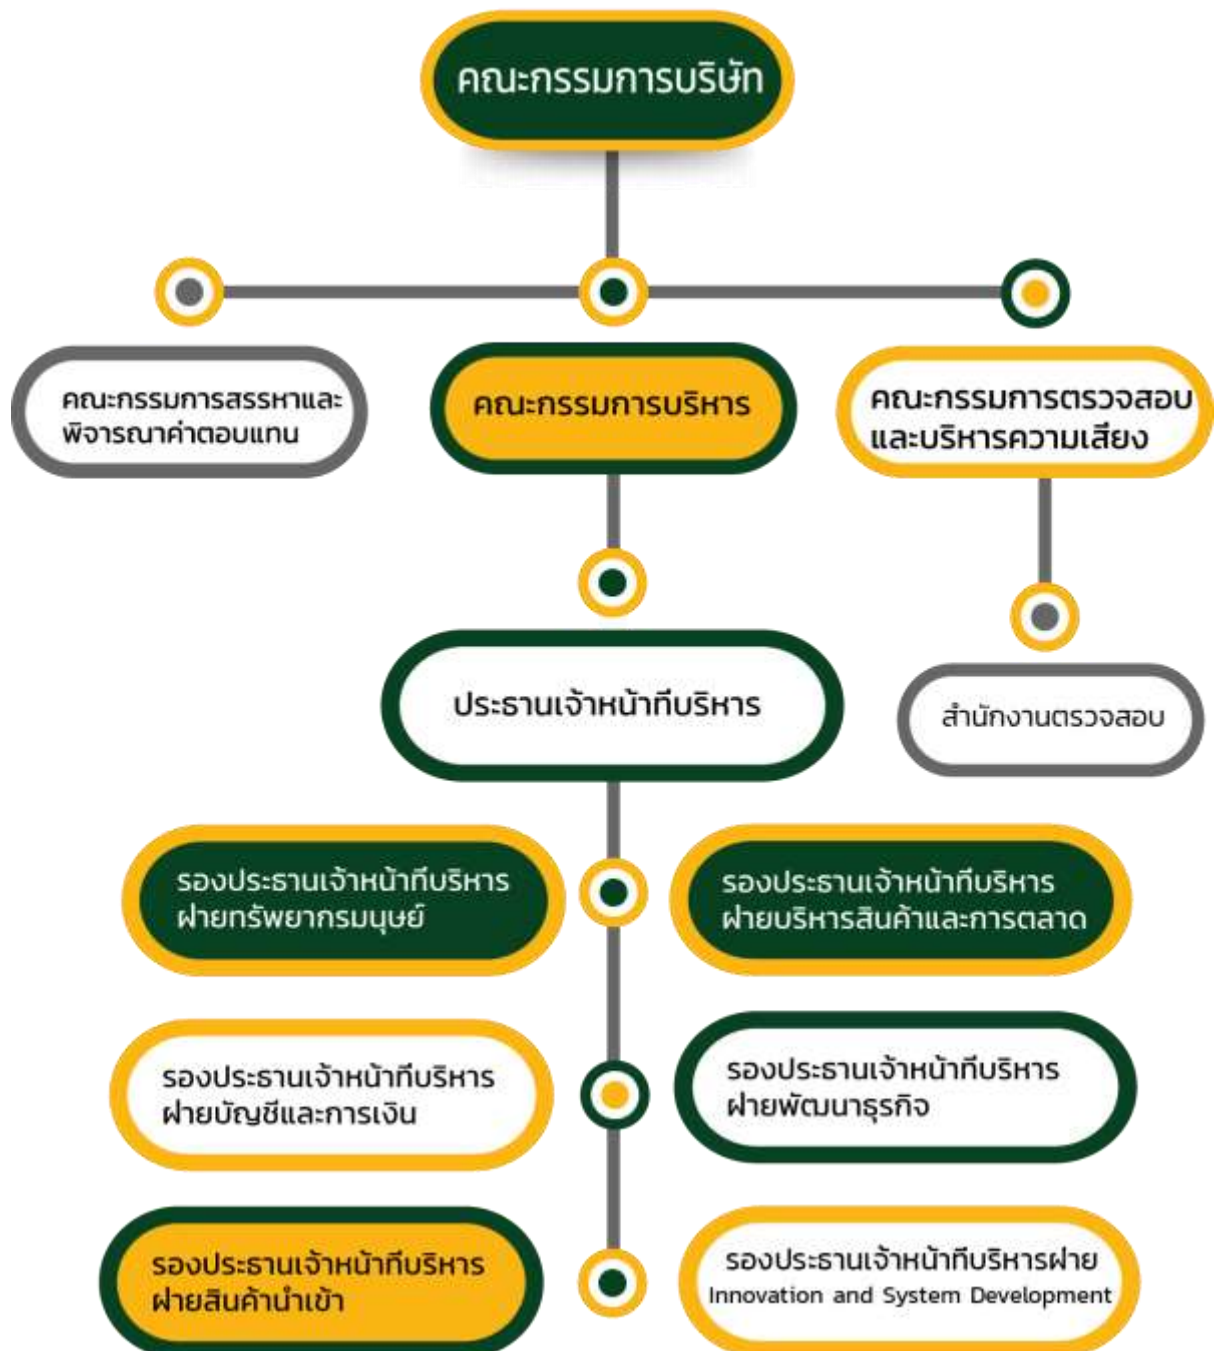 คณะกรรมการบริษัท
คณะกรรมการสรรหาและ
พิจารณาค่าตอบแทน
คณะกรรมการบริหาร
คณะกรรมการตรวจสอบ
และบริหารความเสี่ยง
ประธานเจ้าหน้าที่บริหาร
สำนักงานตรวจสอบ
รองประธานเจ้าหน้าที่บริหาร
ฝ่ายทรัพยากรมนุษย์
รองประธานเจ้าหน้าที่บริหาร
ฝ่ายบริหารสินค้าและการตลาด
รองประธานเจ้าหน้าที่บริหาร
ฝ่ายบัญชีและการเงิน
รองประธานเจ้าหน้าที่บริหาร
ฝ่ายพัฒนาธุรกิจ
รองประธานเจ้าหน้าที่บริหาร
ฝ่ายสินค้านำเข้า
รองประธานเจ้าหน้าที่บริหารฝ่าย
Innovation and System Development